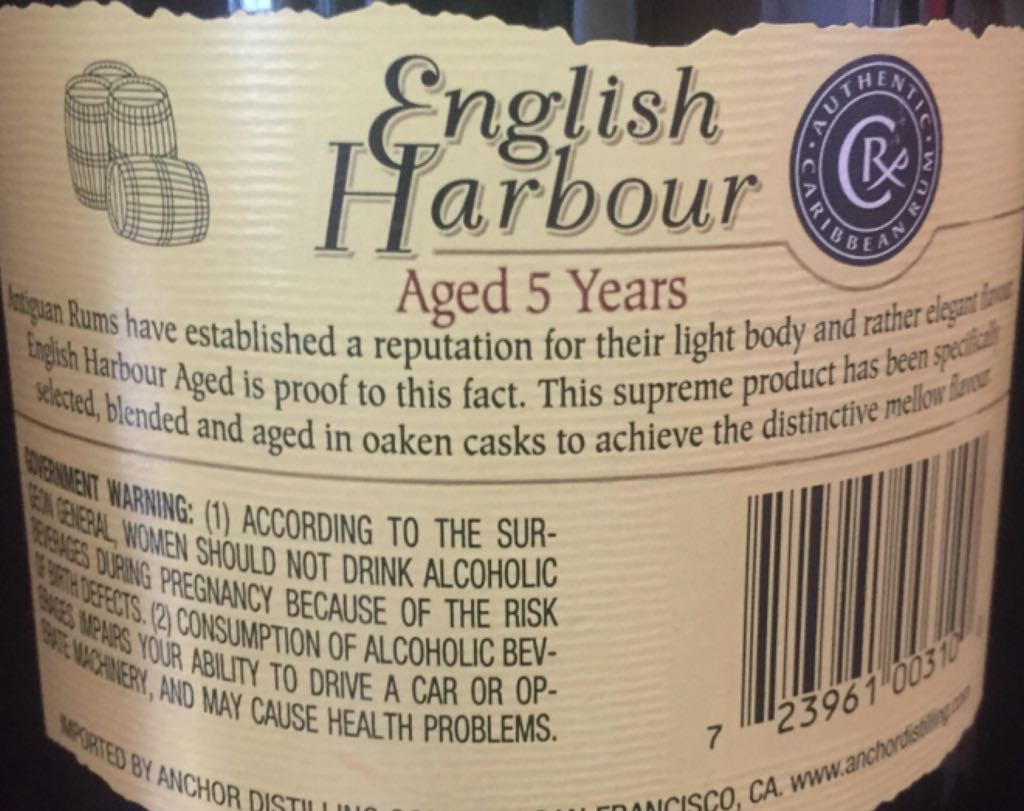 English
Harbour
AUTHENTIC CARIBBEAN RUM
CRx
Aged 5 Years
Antiguan Rums have established a reputation for their light body and rather elegant flavour.
English Harbour Aged is proof to this fact. This supreme product has been specifically
selected, blended and aged in oaken casks to achieve the distinctive mellow flavour.
GOVERNMENT WARNING: (1) ACCORDING TO THE SUR-
GEON GENERAL, WOMEN SHOULD NOT DRINK ALCOHOLIC
BEVERAGES DURING PREGNANCY BECAUSE OF THE RISK
OF BIRTH DEFECTS. (2) CONSUMPTION OF ALCOHOLIC BEV-
ERAGES IMPAIRS YOUR ABILITY TO DRIVE A CAR OR OP-
ERATE MACHINERY, AND MAY CAUSE HEALTH PROBLEMS.
7 23961 00310
IMPORTED BY ANCHOR DISTILLING FRANCISCO, CA. www.anchordistilling.com